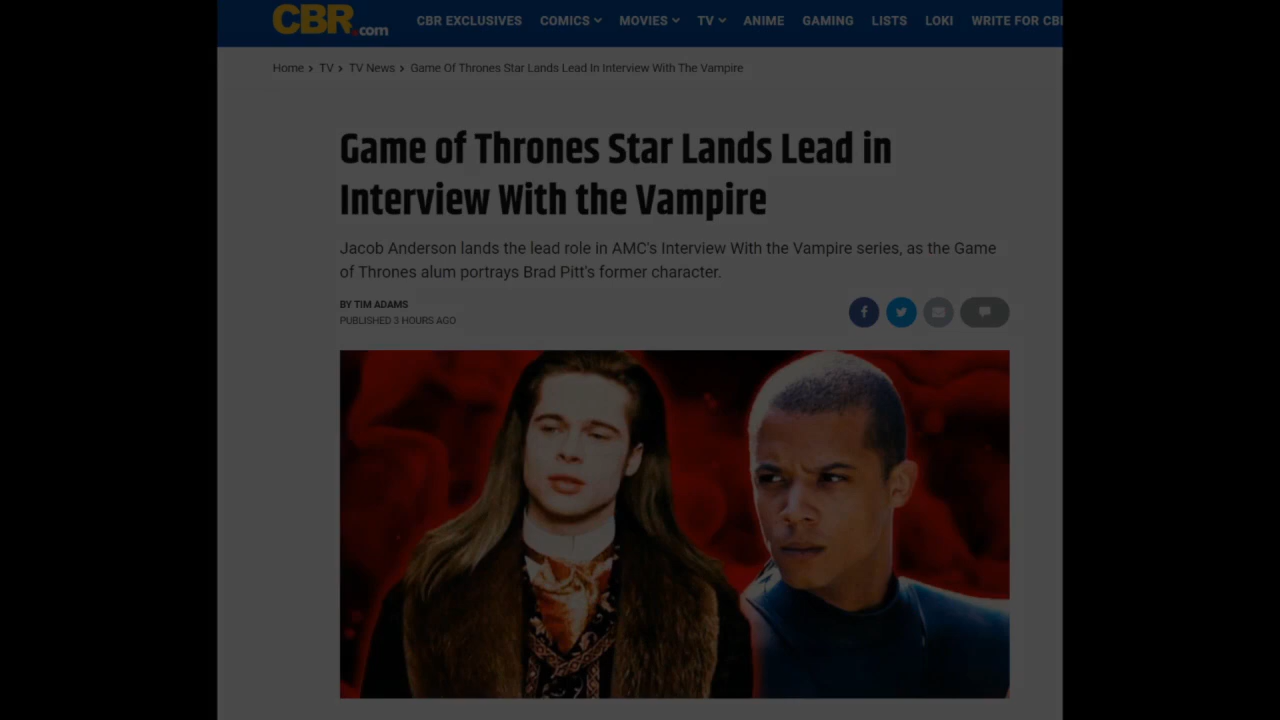 CBR.com
CBR EXCLUSIVES COMICS MOVIES TV ANIME GAMING LISTS LOKI WRITE FOR CBR
Home > TV > TV News > Game Of Thrones Star Lands Lead In Interview With The Vampire
Game of Thrones Star Lands Lead in
Interview With the Vampire
Jacob Anderson lands the lead role in AMC's Interview With the Vampire series, as the Game
of Thrones alum portrays Brad Pitt's former character.
BY TIM ADAMS
PUBLISHED 3 HOURS AGO